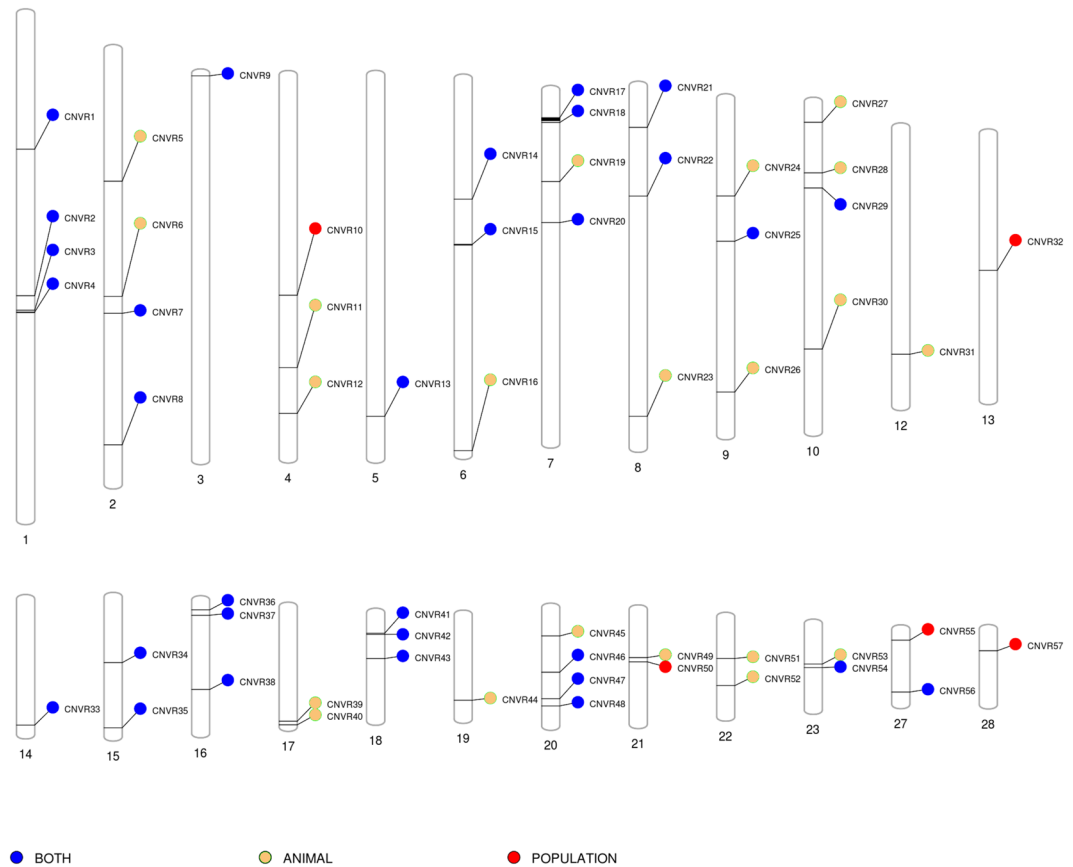 CNVR1
CNVR2
CNVR3
CNVR4
1
CNVR5
CNVR6
CNVR7
CNVR8
2
CNVR9
3
CNVR10
CNVR11
CNVR12
4
CNVR13
5
CNVR14
CNVR15
CNVR16
6
CNVR17
CNVR18
CNVR19
CNVR20
7
CNVR21
CNVR22
CNVR23
8
CNVR24
CNVR25
CNVR26
9
CNVR27
CNVR28
CNVR29
CNVR30
10
CNVR31
12
CNVR32
13
CNVR33
14
CNVR34
CNVR35
15
CNVR36
CNVR37
CNVR38
16
CNVR39
CNVR40
17
CNVR41
CNVR42
CNVR43
18
CNVR44
19
CNVR45
CNVR46
CNVR47
CNVR48
20
CNVR49
CNVR50
21
CNVR51
CNVR52
22
CNVR53
CNVR54
23
CNVR55
CNVR56
27
CNVR57
28
BOTH
ANIMAL
POPULATION